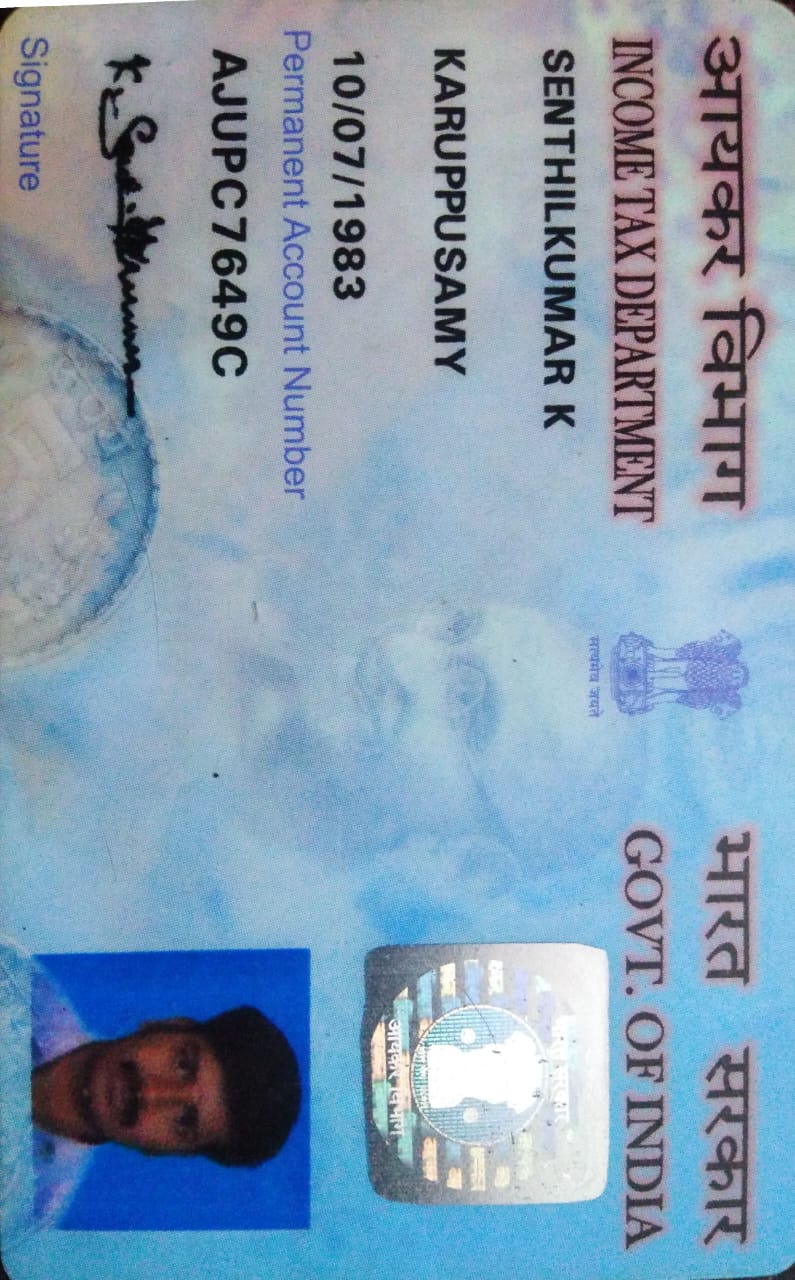 आयकर विभाग
INCOME TAX DEPARTMENT
सत्यमेव जयते
भारत सरकार
GOVT. OF INDIA
SENTHILKUMAR K
KARUPPUSAMY
10/07/1983
Permanent Account Number
AJUPC7649C
Signature
आयकर विभाग